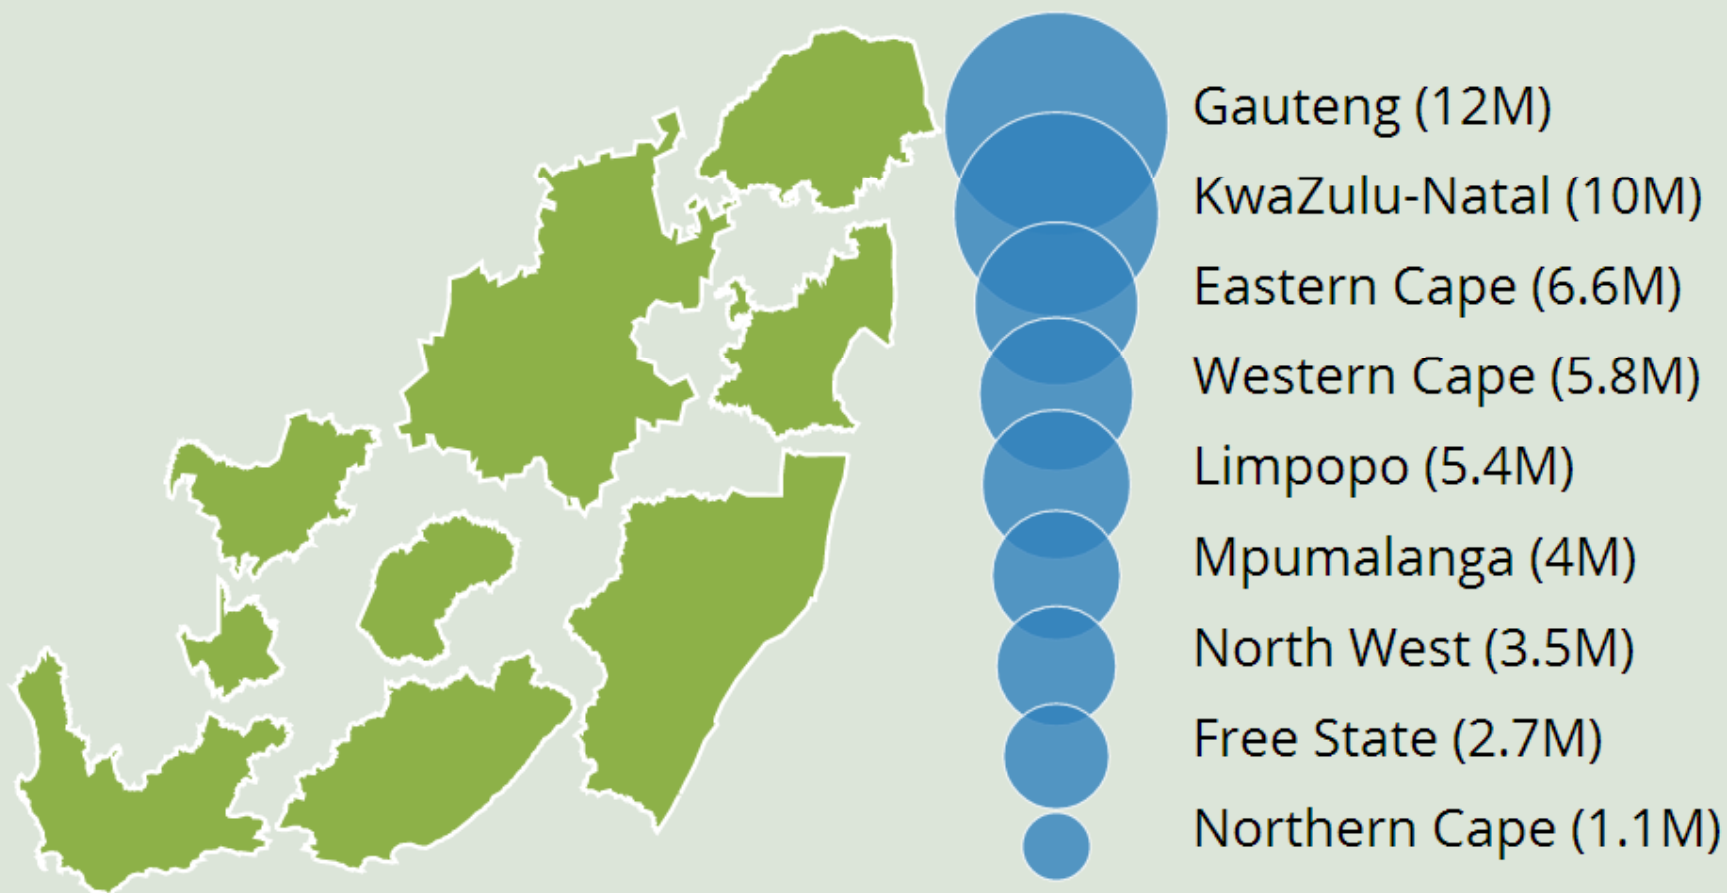 Gauteng (12M)
KwaZulu-Natal (10M)
Eastern Cape (6.6M)
Western Cape (5.8M)
Limpopo (5.4M)
Mpumalanga (4M)
North West (3.5M)
Free State (2.7M)
Northern Cape (1.1M)